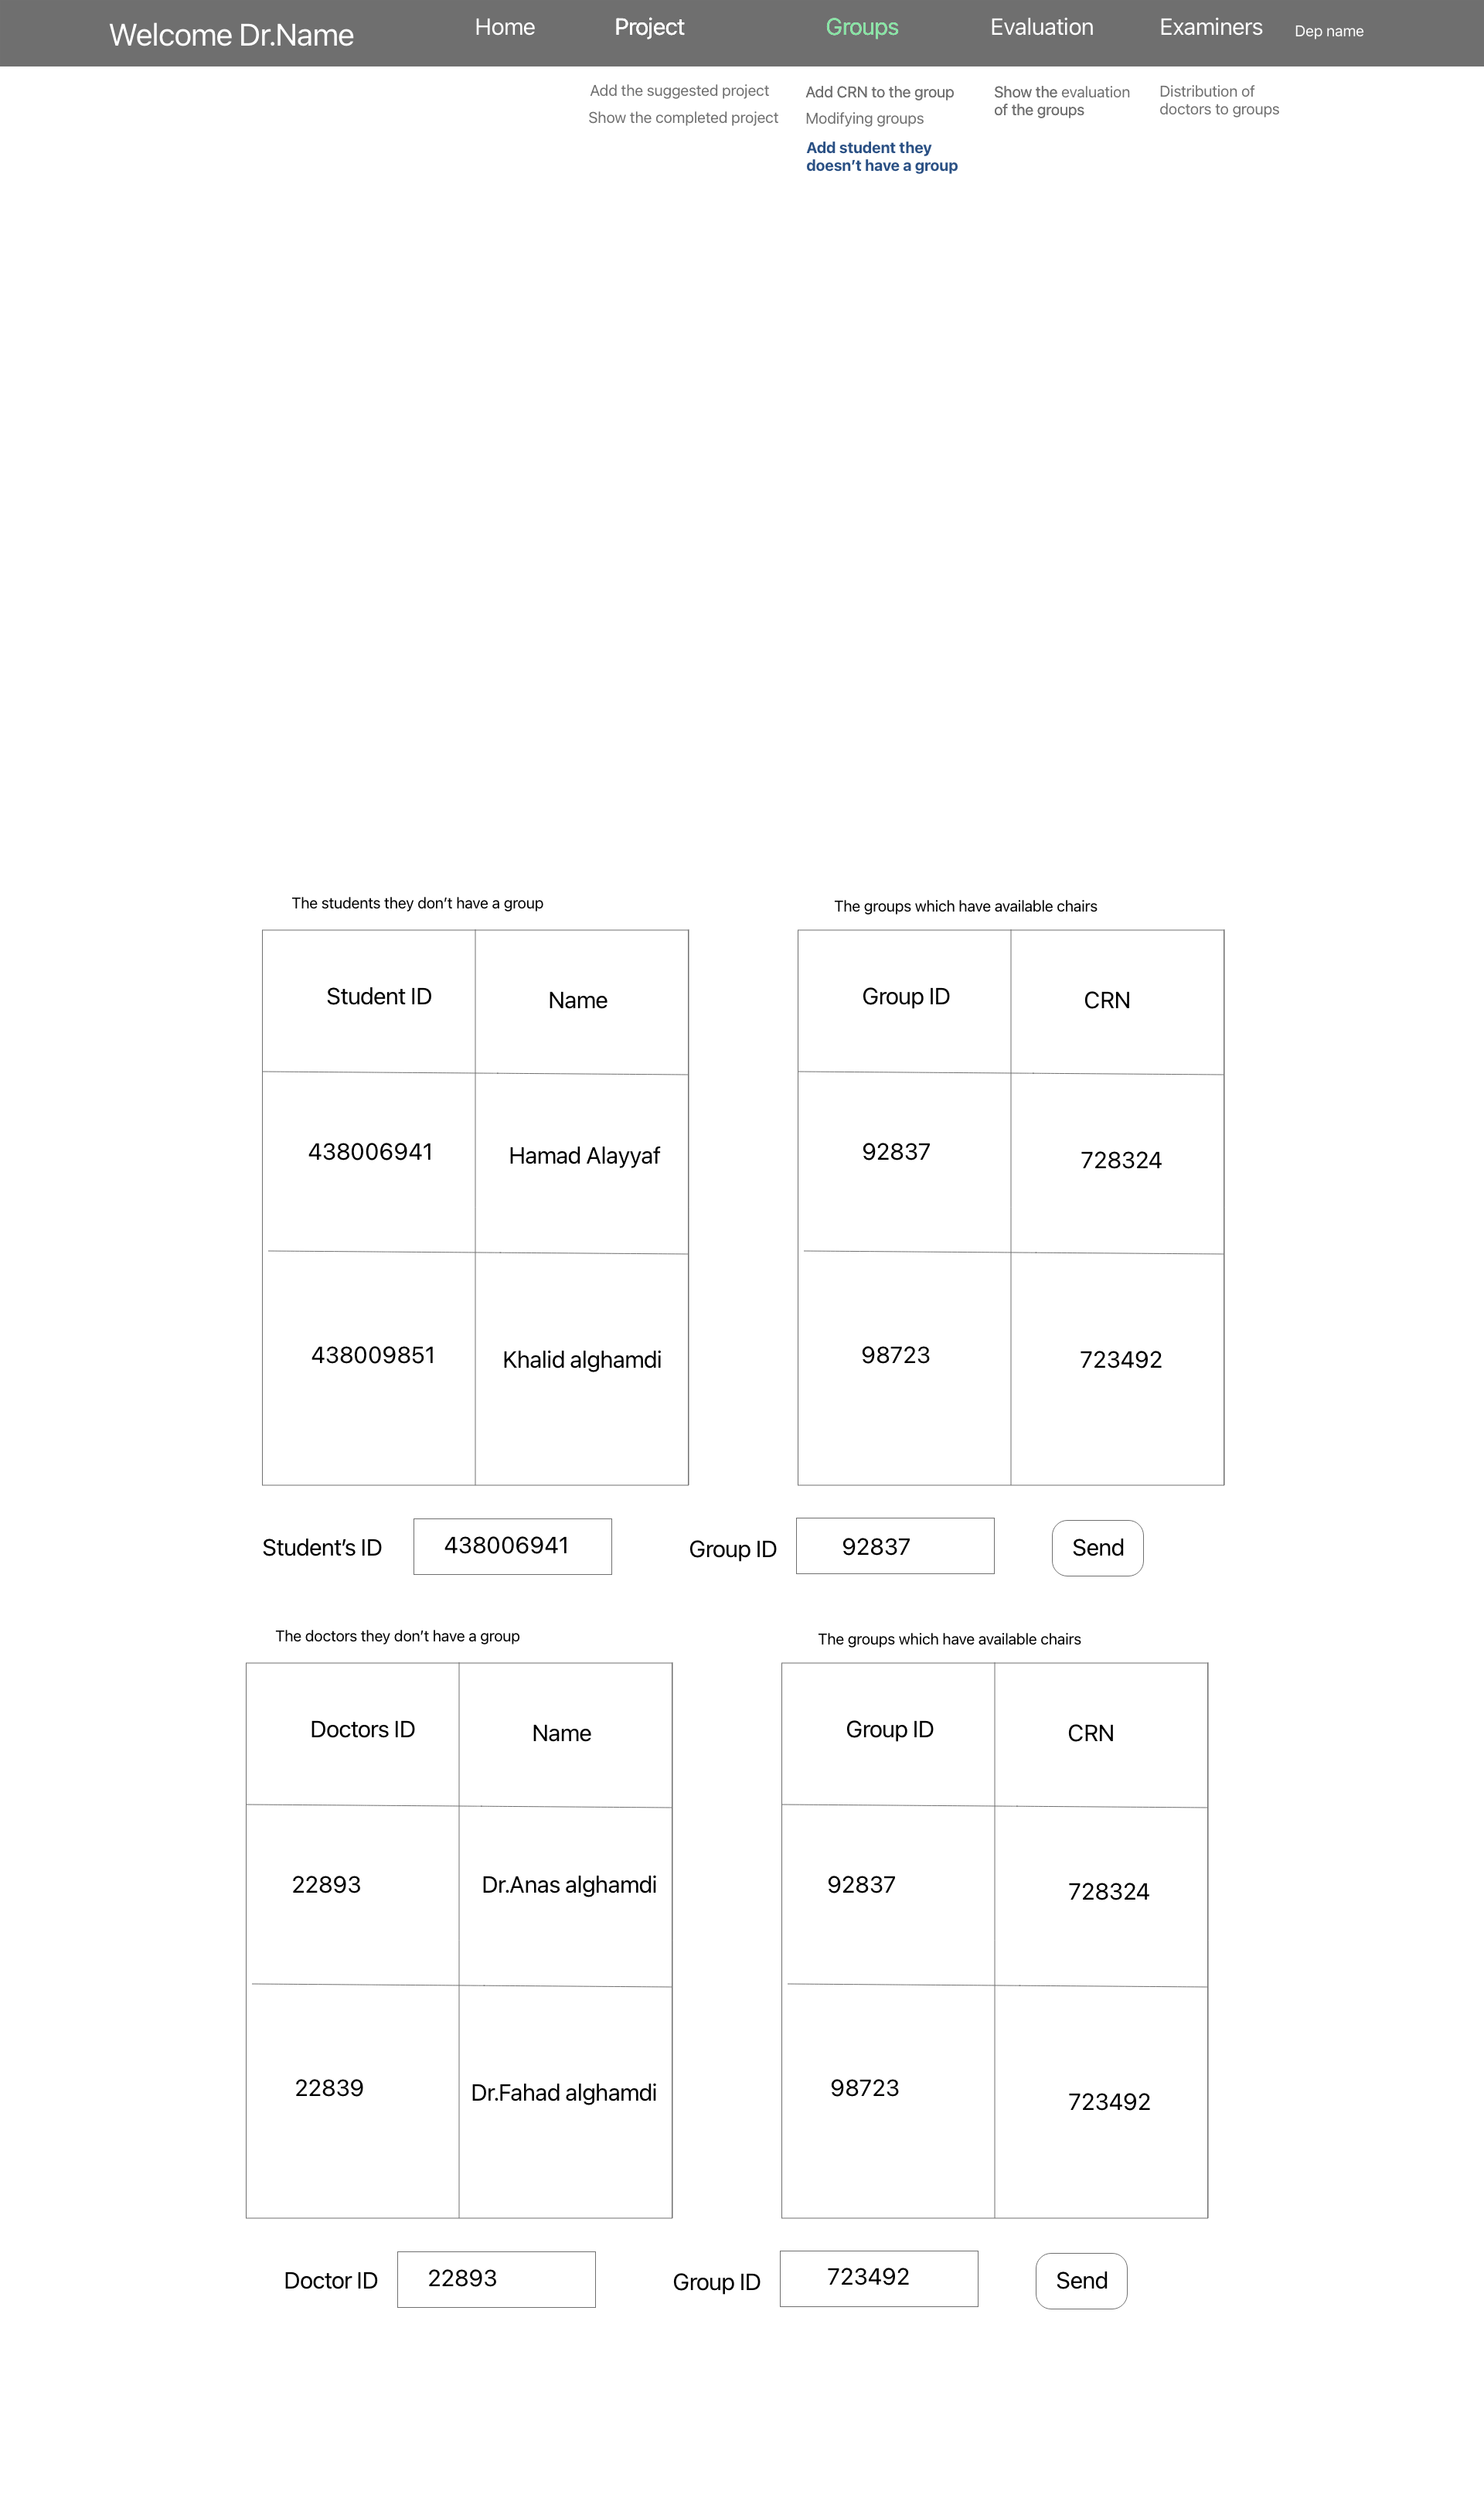 Welcome Dr.Name
Home
Project
Groups
Evaluation
Examiners
Dep name
Add the suggested project
Show the completed project
Add CRN to the group
Modifying groups
Add student they
doesn’t have a group
Show the evaluation
of the groups
Distribution of
doctors to groups
The students they don’t have a group
Student ID
Name
438006941
Hamad Alayyaf
438009851
Khalid alghamdi
The groups which have available chairs
Group ID
CRN
92837
728324
98723
723492
Student’s ID
438006941
Group ID
92837
Send
The doctors they don’t have a group
Doctors ID
Name
22893
Dr.Anas alghamdi
22839
Dr.Fahad alghamdi
The groups which have available chairs
Group ID
CRN
92837
728324
98723
723492
Doctor ID
22893
Group ID
723492
Send